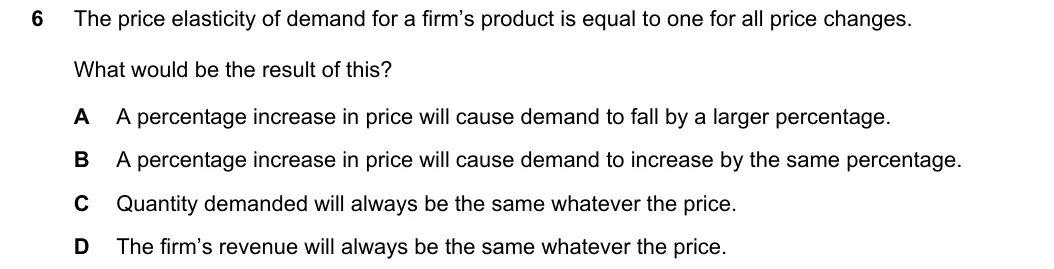 6 The price elasticity of demand for a firm’s product is equal to one for all price changes.
What would be the result of this?
A A percentage increase in price will cause demand to fall by a larger percentage.
B A percentage increase in price will cause demand to increase by the same percentage.
C Quantity demanded will always be the same whatever the price.
D The firm’s revenue will always be the same whatever the price.